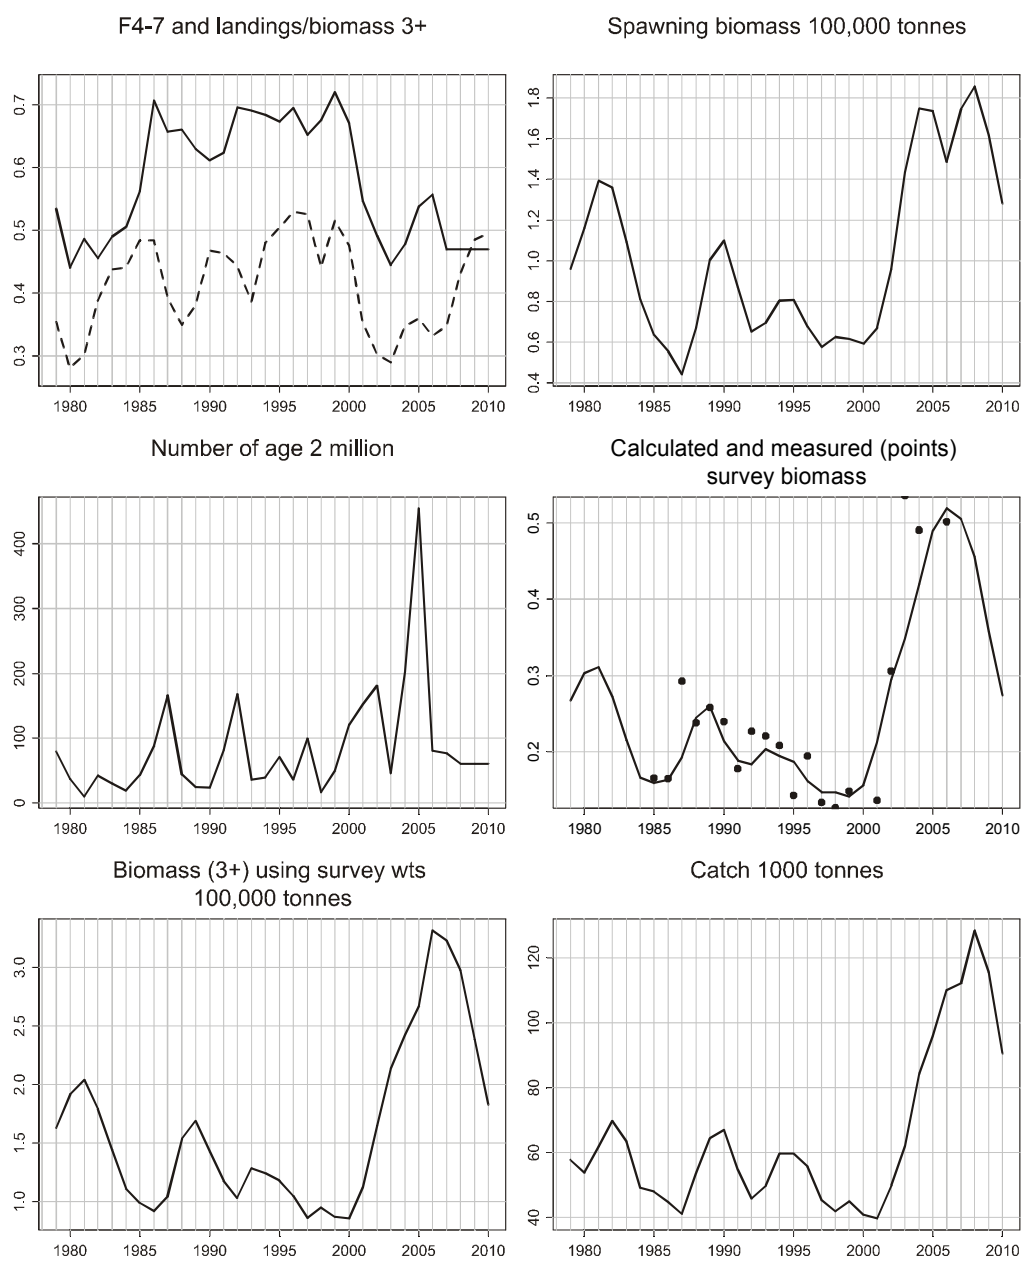 F4-7 and landings/biomass 3+
0.7
0.6
0.5
0.4
0.3
1980 1985 1990 1995 2000 2005 2010
Spawning biomass 100,000 tonnes
1.8
1.6
1.4
1.2
1.0
0.8
0.6
0.4
1980 1985 1990 1995 2000 2005 2010
Number of age 2 million
400
300
200
100
0
1980 1985 1990 1995 2000 2005 2010
Calculated and measured (points)
survey biomass
0.5
0.4
0.3
0.2
1980 1985 1990 1995 2000 2005 2010
Biomass (3+) using survey wts
100,000 tonnes
3.0
2.5
2.0
1.5
1.0
1980 1985 1990 1995 2000 2005 2010
Catch 1000 tonnes
120
100
80
60
40
1980 1985 1990 1995 2000 2005 2010